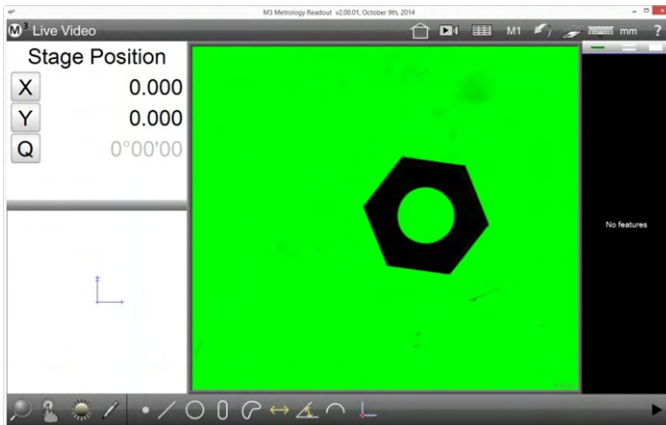 M3 Metrology Readout v2.00.01, October 9th, 2014
M3 Live Video
M1
mm
?
Stage Position
X 0.000
Y 0.000
Q 0°00'00
No features